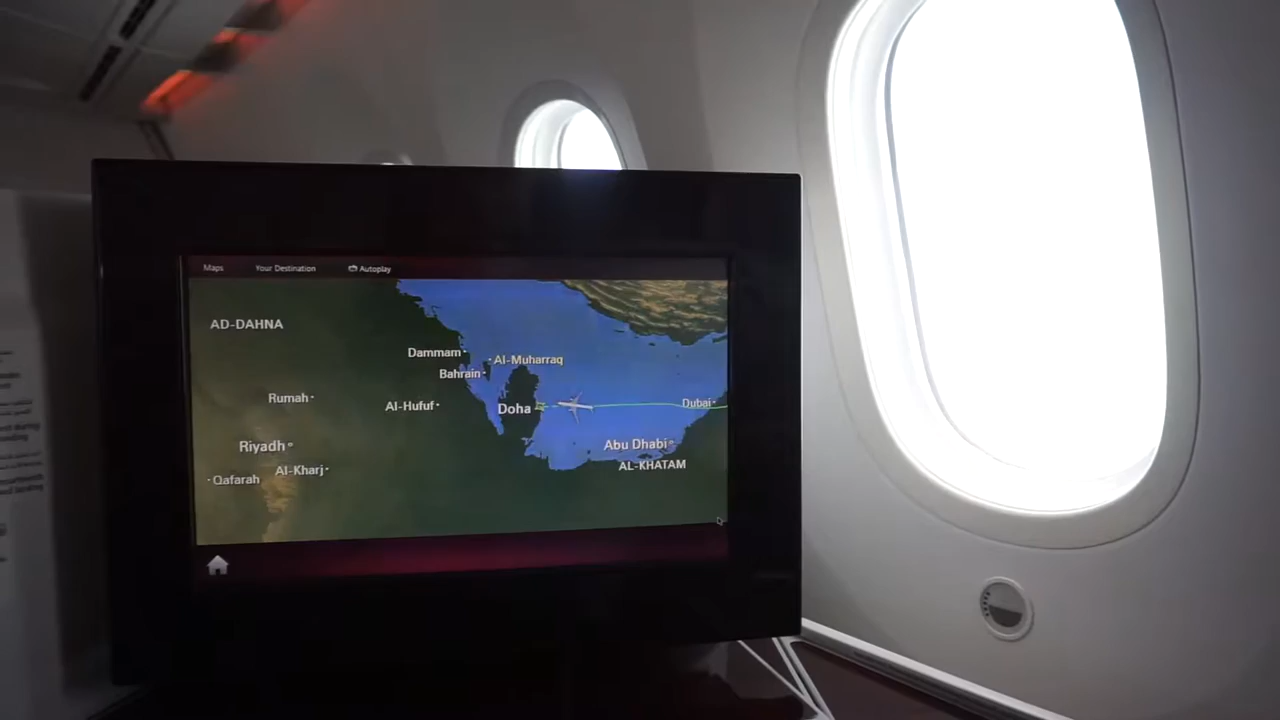 Maps Your Destination Autoplay
AD-DAHNA
Dammam
Al-Muharraq
Bahrain
Rumah
Al-Hufuf
Doha
Dubai
Riyadh
Abu Dhabi
Al-Kharj
AL-KHATAM
Qafarah